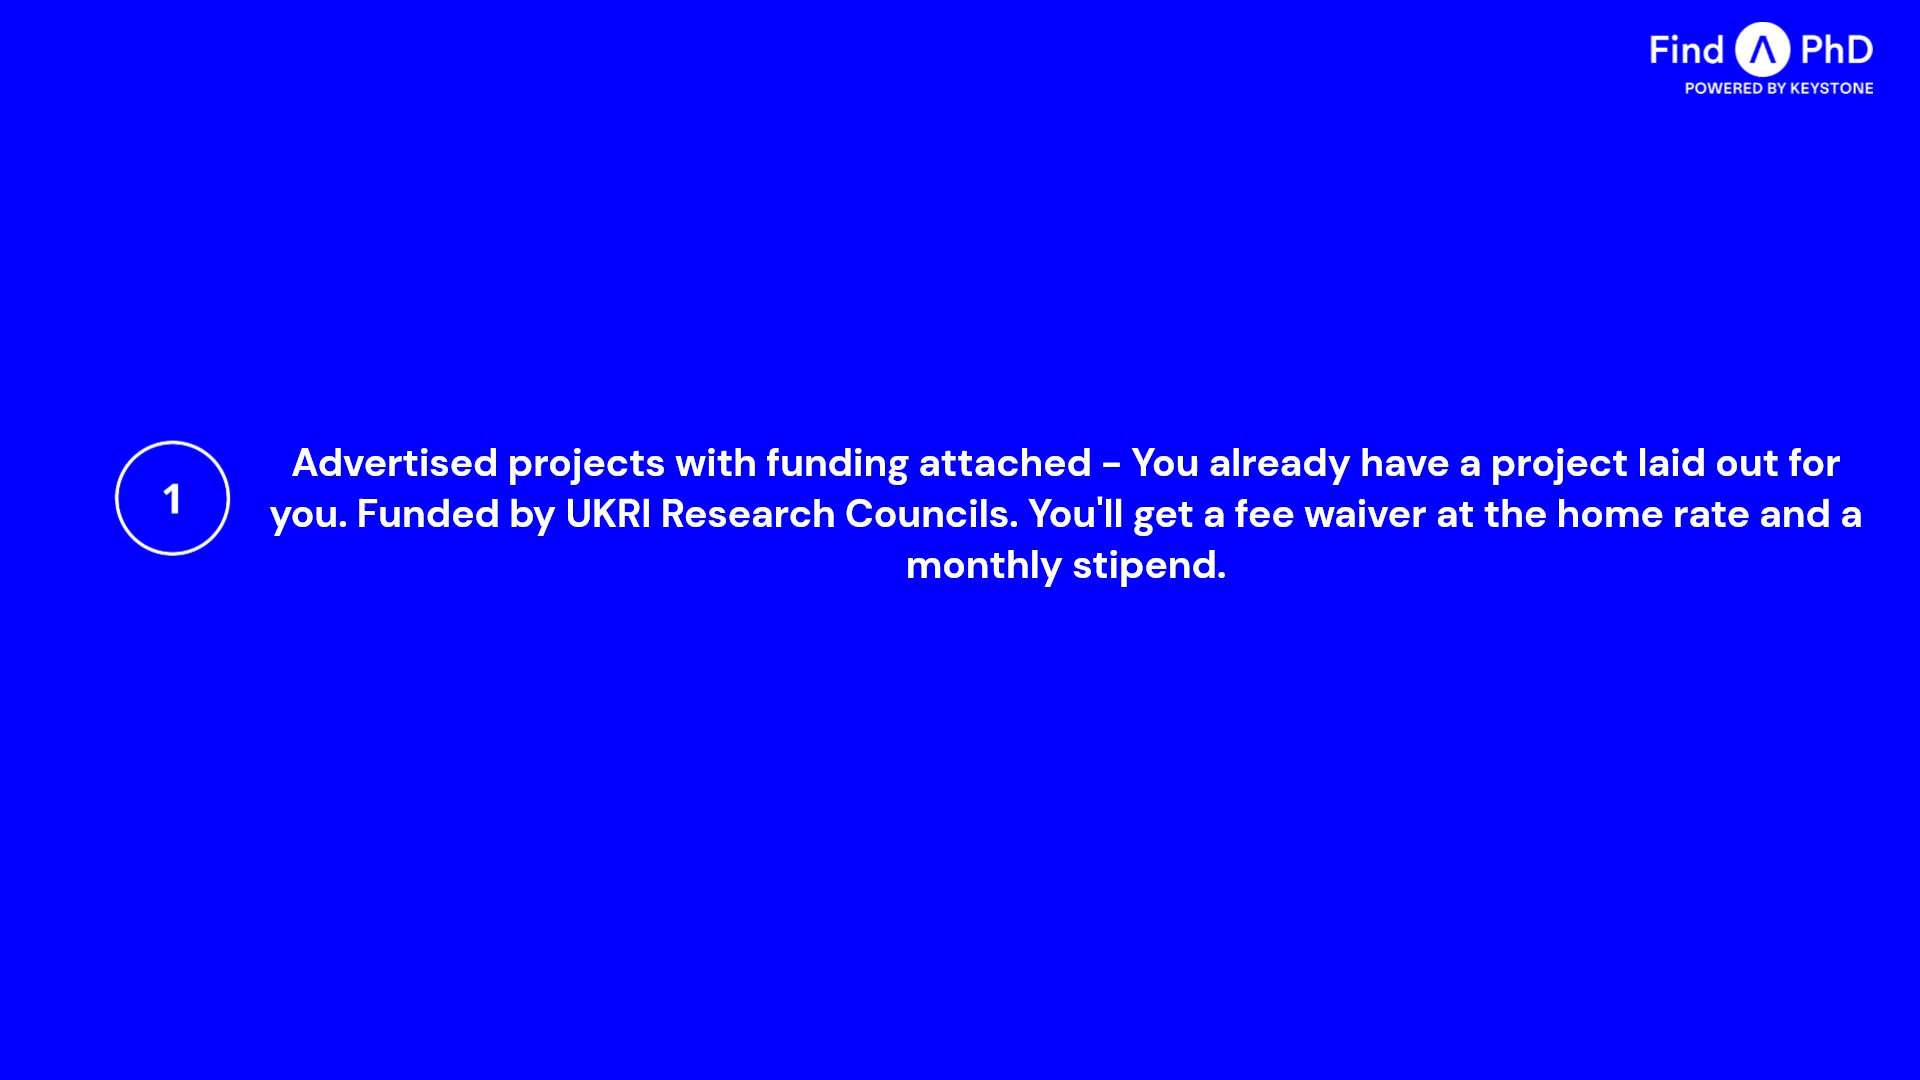 Find A PhD
POWERED BY KEYSTONE
1
Advertised projects with funding attached – You already have a project laid out for
you. Funded by UKRI Research Councils. You'll get a fee waiver at the home rate and a
monthly stipend.